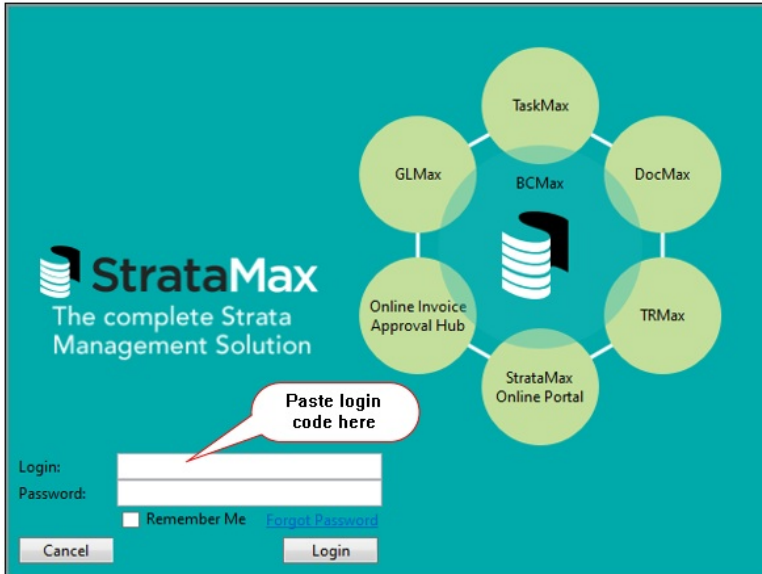 TaskMax
GLMax
BCMax
DocMax
StrataMax
The complete Strata
Management Solution
Online Invoice
Approval Hub
TRMax
StrataMax
Online Portal
Paste login
code here
Login:
Password:
Remember Me Forgot Password
Cancel Login